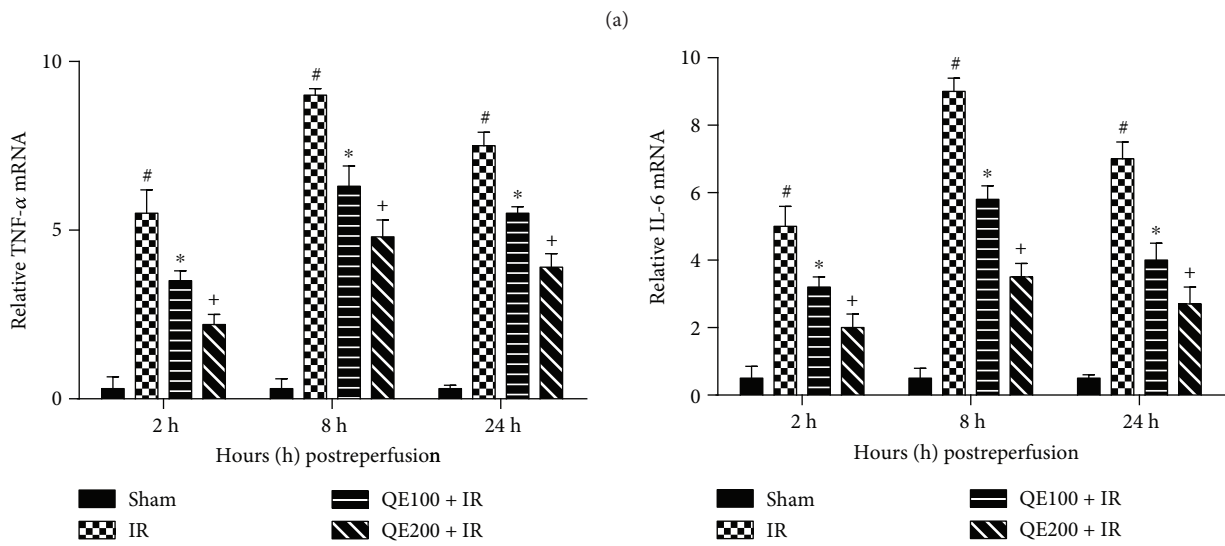 (a)
Relative TNF-α mRNA
10
5
0
#
*
+
#
*
+
#
*
+
2 h
8 h
24 h
Hours (h) postreperfusion
Sham
IR
QE100 + IR
QE200 + IR
Relative IL-6 mRNA
10
8
6
4
2
0
#
*
+
#
*
+
#
*
+
2 h
8 h
24 h
Hours (h) postreperfusion
Sham
IR
QE100 + IR
QE200 + IR